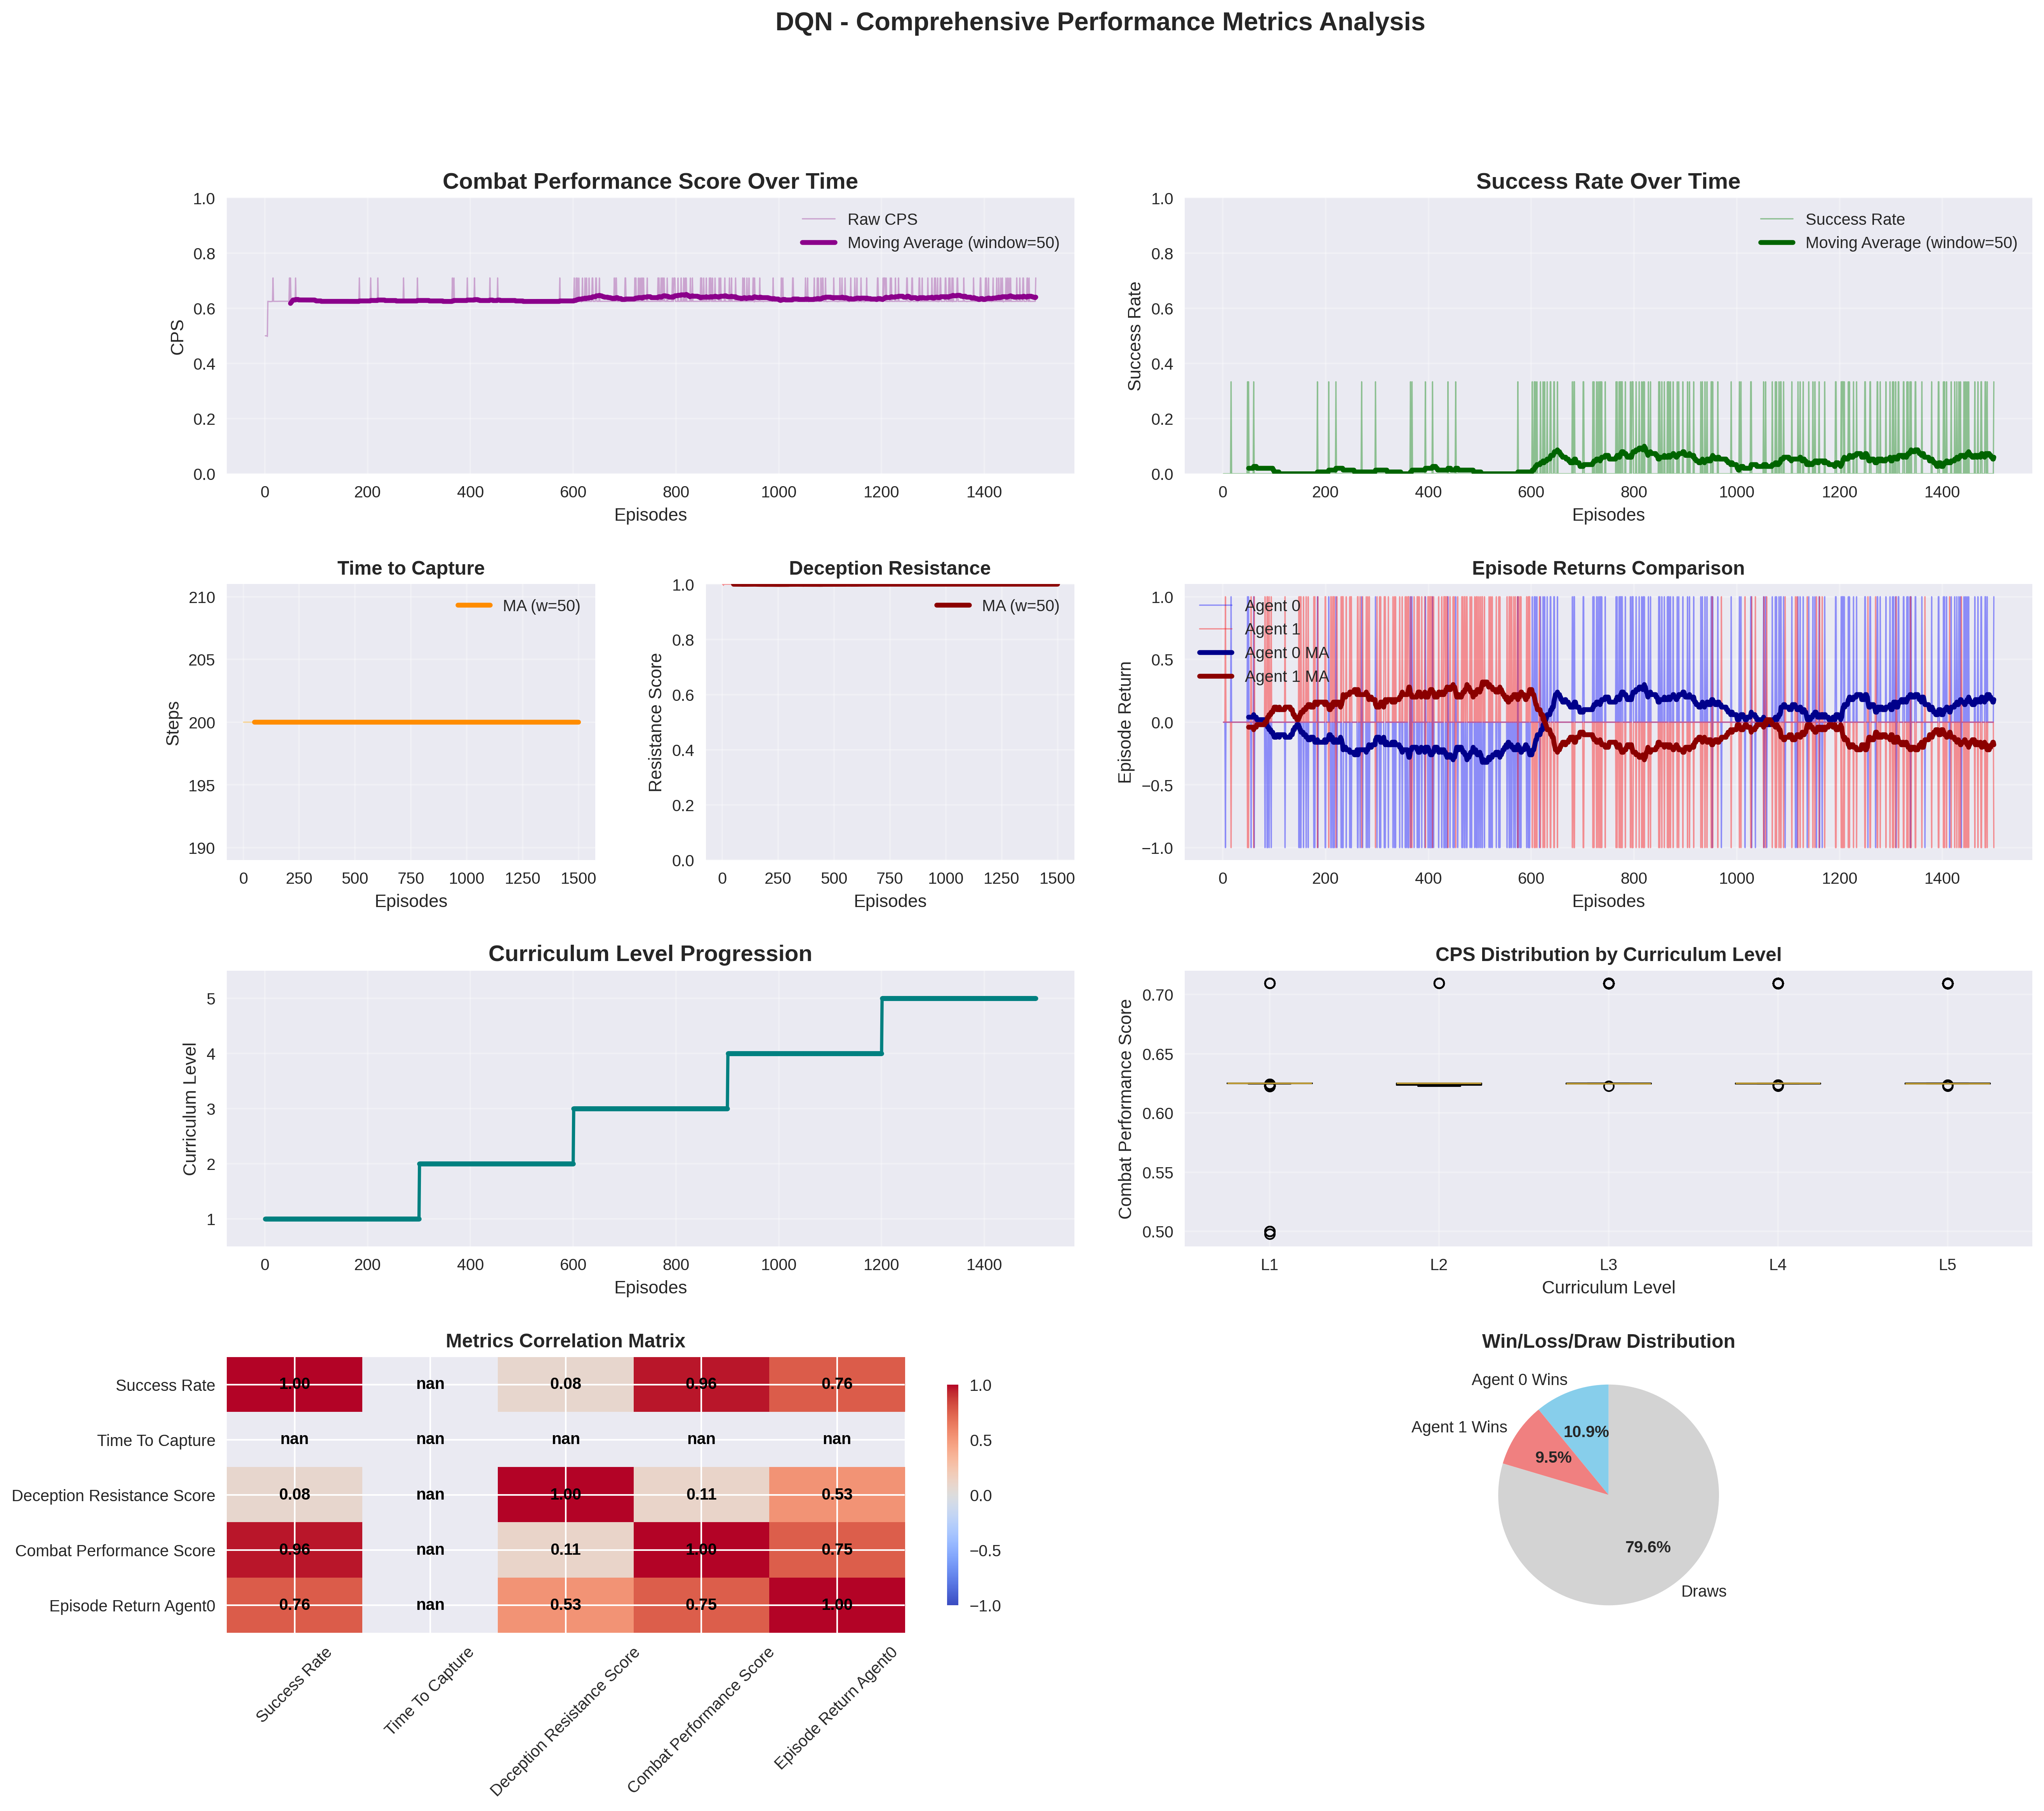 DQN - Comprehensive Performance Metrics Analysis
Combat Performance Score Over Time
1.0
0.8
0.6
0.4
0.2
0.0
CPS
Raw CPS
Moving Average (window=50)
0 200 400 600 800 1000 1200 1400
Episodes
Success Rate Over Time
1.0
0.8
0.6
0.4
0.2
0.0
Success Rate
Success Rate
Moving Average (window=50)
0 200 400 600 800 1000 1200 1400
Episodes
Time to Capture
210
205
200
195
190
Steps
MA (w=50)
0 250 500 750 1000 1250 1500
Episodes
Deception Resistance
1.0
0.8
0.6
0.4
0.2
0.0
Resistance Score
MA (w=50)
0 250 500 750 1000 1250 1500
Episodes
Episode Returns Comparison
1.0
0.5
0.0
−0.5
−1.0
Episode Return
Agent 0
Agent 1
Agent 0 MA
Agent 1 MA
0 200 400 600 800 1000 1200 1400
Episodes
Curriculum Level Progression
5
4
3
2
1
Curriculum Level
0 200 400 600 800 1000 1200 1400
Episodes
CPS Distribution by Curriculum Level
0.70
0.65
0.60
0.55
0.50
Combat Performance Score
L1 L2 L3 L4 L5
Curriculum Level
Metrics Correlation Matrix
Success Rate 1.00 nan 0.08 0.96 0.76
Time To Capture nan nan nan nan nan
Deception Resistance Score 0.08 nan 1.00 0.11 0.53
Combat Performance Score 0.96 nan 0.11 1.00 0.75
Episode Return Agent0 0.76 nan 0.53 0.75 1.00
Success Rate
Time To Capture
Deception Resistance Score
Combat Performance Score
Episode Return Agent0
1.0
0.5
0.0
−0.5
−1.0
Win/Loss/Draw Distribution
Agent 0 Wins
10.9%
Agent 1 Wins
9.5%
79.6%
Draws